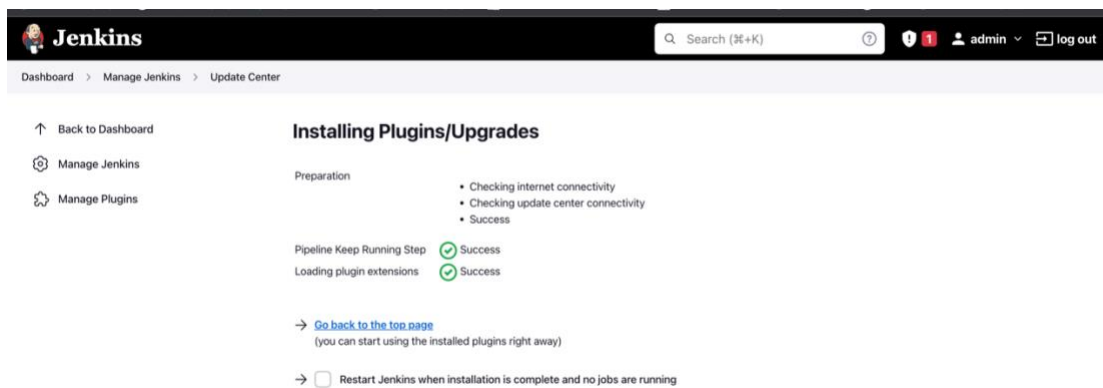 Jenkins
Search (⌘+K)
1
admin
log out
Dashboard > Manage Jenkins > Update Center
Back to Dashboard
Manage Jenkins
Manage Plugins
Installing Plugins/Upgrades
Preparation
• Checking internet connectivity
• Checking update center connectivity
• Success
Pipeline Keep Running Step Success
Loading plugin extensions Success
→ Go back to the top page
(you can start using the installed plugins right away)
→ Restart Jenkins when installation is complete and no jobs are running